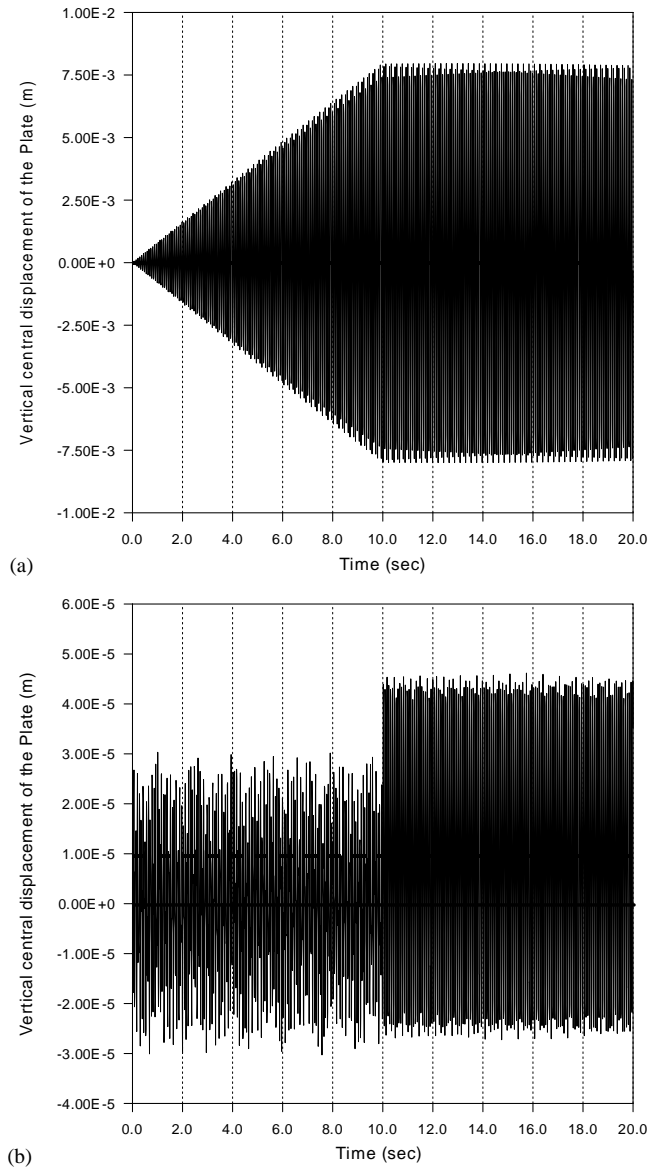 1.00E-2
7.50E-3
5.00E-3
2.50E-3
0.00E+0
-2.50E-3
-5.00E-3
-7.50E-3
-1.00E-2
Vertical central displacement of the Plate (m)
0.0 2.0 4.0 6.0 8.0 10.0 12.0 14.0 16.0 18.0 20.0
Time (sec)
(a)
6.00E-5
5.00E-5
4.00E-5
3.00E-5
2.00E-5
1.00E-5
0.00E+0
-1.00E-5
-2.00E-5
-3.00E-5
-4.00E-5
Vertical central displacement of the Plate (m)
0.0 2.0 4.0 6.0 8.0 10.0 12.0 14.0 16.0 18.0 20.0
Time (sec)
(b)